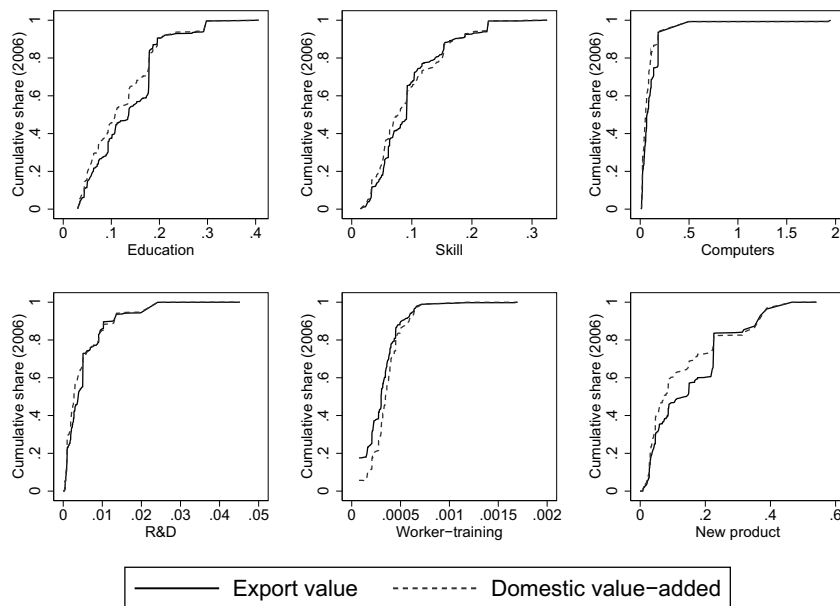 Cumulative share (2006)
0 .2 .4 .6 .8 1
0 .1 .2 .3 .4
Education
Cumulative share (2006)
0 .2 .4 .6 .8 1
0 .1 .2 .3
Skill
Cumulative share (2006)
0 .2 .4 .6 .8 1
0 .5 1 1.5 2
Computers
Cumulative share (2006)
0 .2 .4 .6 .8 1
0 .01 .02 .03 .04 .05
R&D
Cumulative share (2006)
0 .2 .4 .6 .8 1
0 .0005 .001 .0015 .002
Worker−training
Cumulative share (2006)
0 .2 .4 .6 .8 1
0 .2 .4 .6
New product
Export value
Domestic value−added